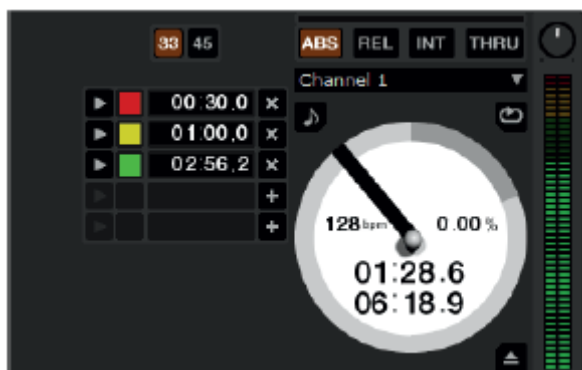 33 45
ABS REL INT THRU
Channel 1
00:30.0
01:00.0
02:56.2
128 bpm 0.00 %
01:28.6
06:18.9